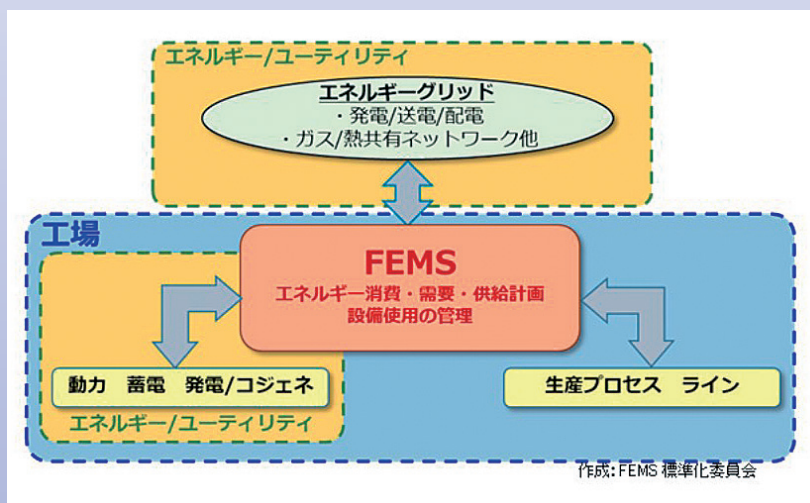 エネルギー/ユーティリティ
エネルギーグリッド
・発電/送電/配電
・ガス/熱共有ネットワーク他
工場
FEMS
エネルギー消費・需要・供給計画
設備使用の管理
動力 蓄電 発電/コジェネ
エネルギー/ユーティリティ
生産プロセス ライン
作成:FEMS 標準化委員会